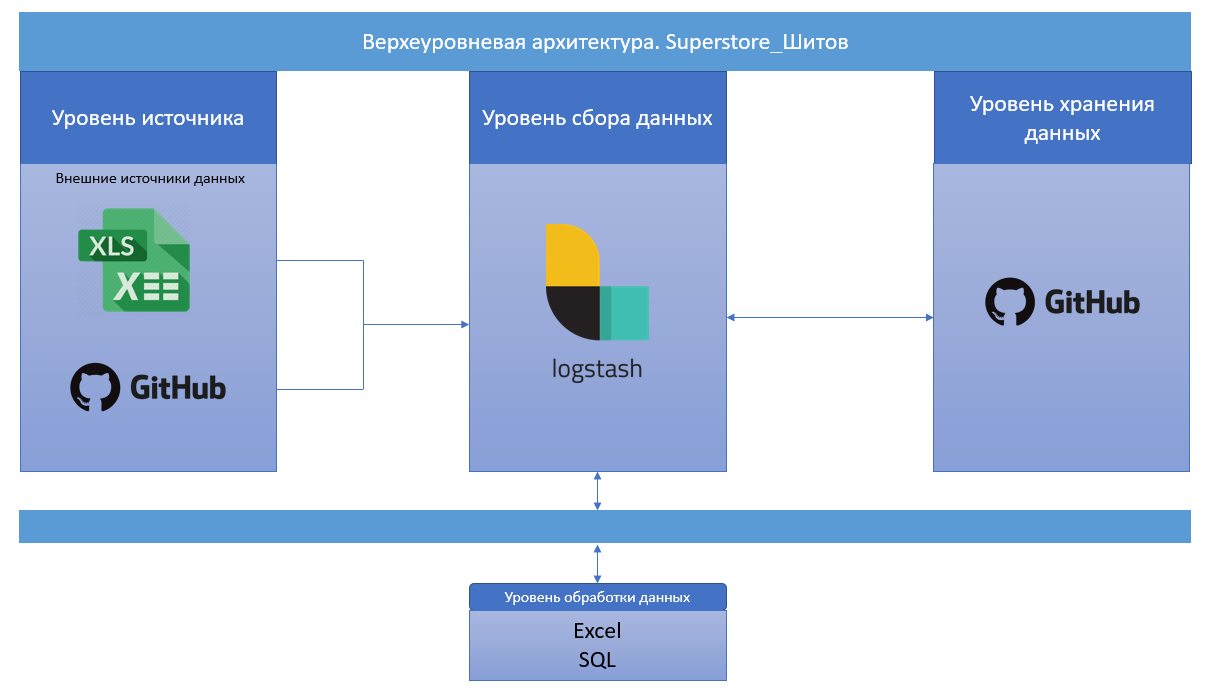 Верхеуровневая архитектура. Superstore_Шитов
Уровень источника
Уровень сбора данных
Уровень хранения
данных
Внешние источники данных
XLS
X
GitHub
logstash
GitHub
Уровень обработки данных
Excel
SQL